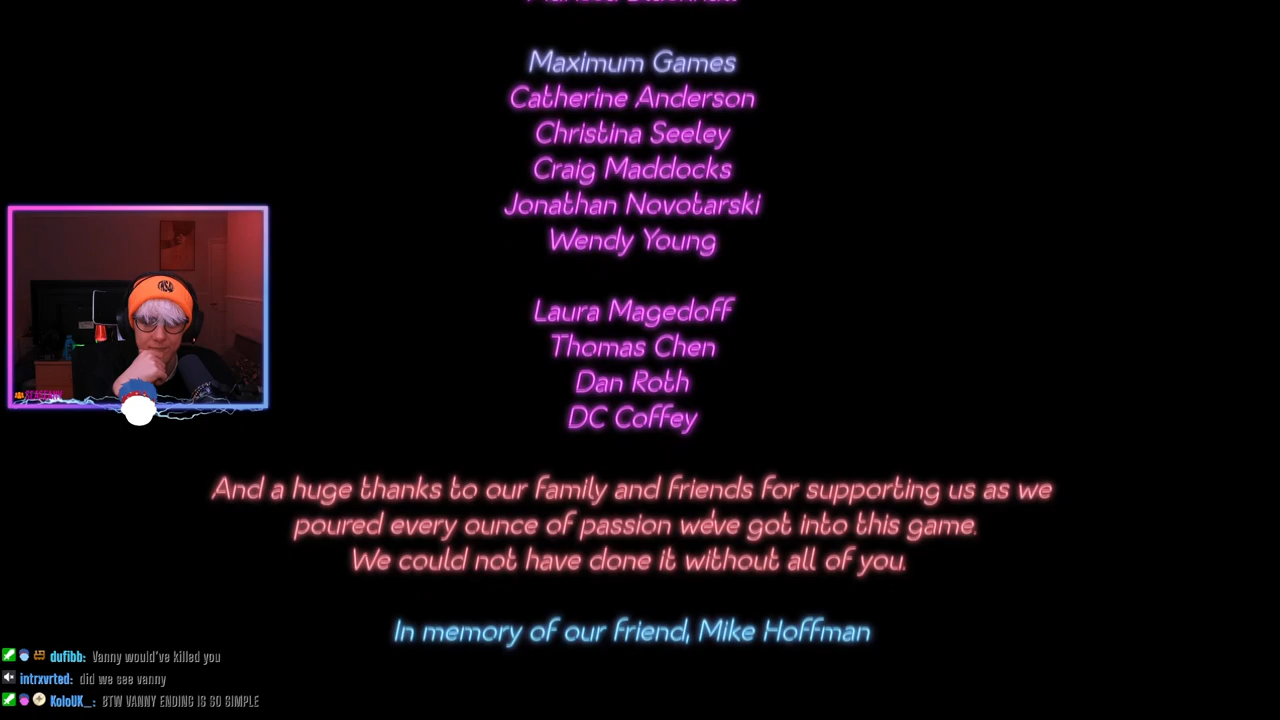 Maximum Games
Catherine Anderson
Christina Seeley
Craig Maddocks
Jonathan Novotarski
Wendy Young
Laura Magedoff
Thomas Chen
Dan Roth
DC Coffey
And a huge thanks to our family and friends for supporting us as we
poured every ounce of passion we've got into this game.
We could not have done it without all of you.
In memory of our friend, Mike Hoffman
dufibb: Vanny would've killed you
intrxvrted: did we see vanny
KoloUK_: BTW VANNY ENDING IS SO SIMPLE